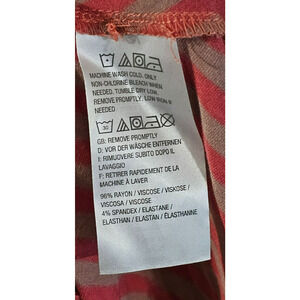 MACHINE WASH COLD, ONLY
NON-CHLORINE BLEACH WHEN
NEEDED, TUMBLE DRY LOW,
REMOVE PROMPTLY, LOW IRON IF
NEEDED
30
GB: REMOVE PROMPTLY
D: VOR DER WÄSCHE ENTFERNEN
I: RIMUOVERE SUBITO DOPO IL
LAVAGGIO
F: RETIRER RAPIDEMENT DE LA
MACHINE À LAVER
96% RAYON / VISCOSE / VISKOSE /
VISCOSA / VISCOSE
4% SPANDEX / ELASTANE /
ELASTHAN / ELASTAN / ÉLASTHANNE